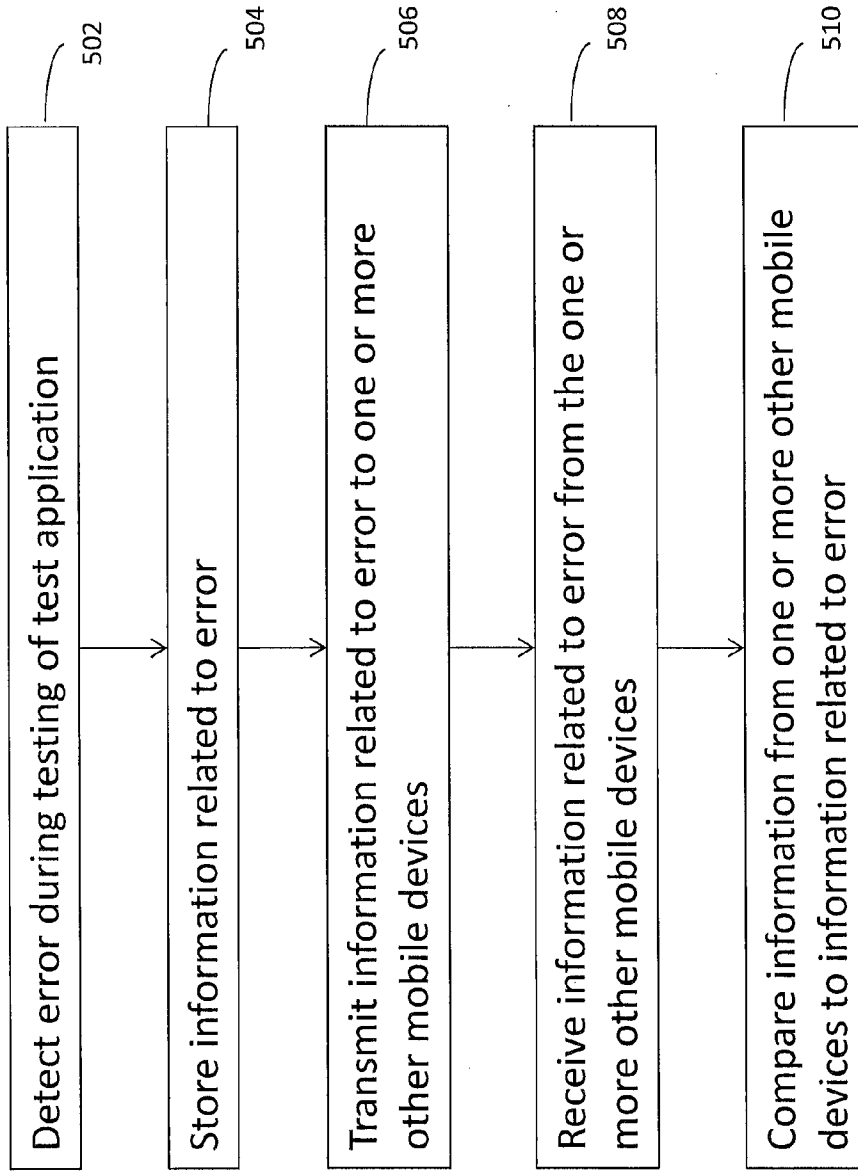 Detect error during testing of test application
502
Store information related to error
504
Transmit information related to error to one or more
other mobile devices
506
Receive information related to error from the one or
more other mobile devices
508
Compare information from one or more other mobile
devices to information related to error
510